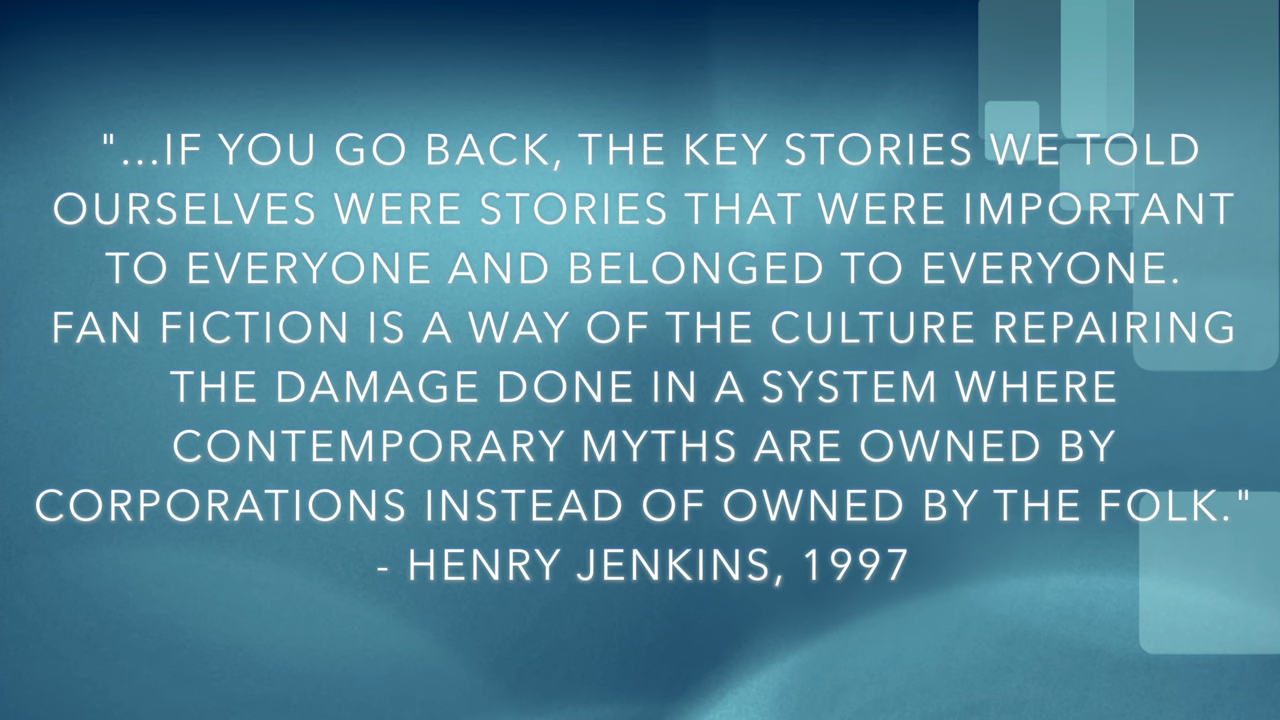 "...IF YOU GO BACK, THE KEY STORIES WE TOLD
OURSELVES WERE STORIES THAT WERE IMPORTANT
TO EVERYONE AND BELONGED TO EVERYONE.
FAN FICTION IS A WAY OF THE CULTURE REPAIRING
THE DAMAGE DONE IN A SYSTEM WHERE
CONTEMPORARY MYTHS ARE OWNED BY
CORPORATIONS INSTEAD OF OWNED BY THE FOLK."
- HENRY JENKINS, 1997